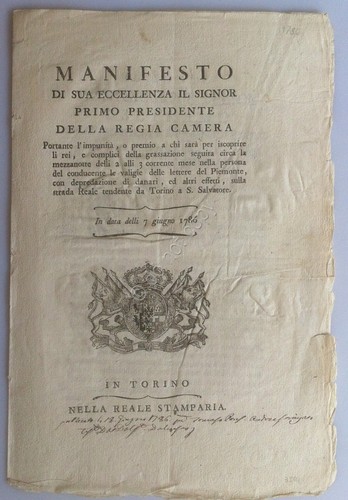 MANIFESTO
DI SUA ECCELLENZA IL SIGNOR
PRIMO PRESIDENTE
DELLA REGIA CAMERA
Portante l'impunità, o premio a chi sarà per iscoprire
li rei, e complici della grassazione seguita circa la
mezzanotte delli 2 alli 3 corrente mese nella persona
del conducente le valigie delle lettere del Piemonte,
con depredazione di danari, ed altri effetti, sulla
strada Reale tendente da Torino a S. Salvatore.
In data delli 7 giugno 1786
IN TORINO
NELLA REALE STAMPARIA.